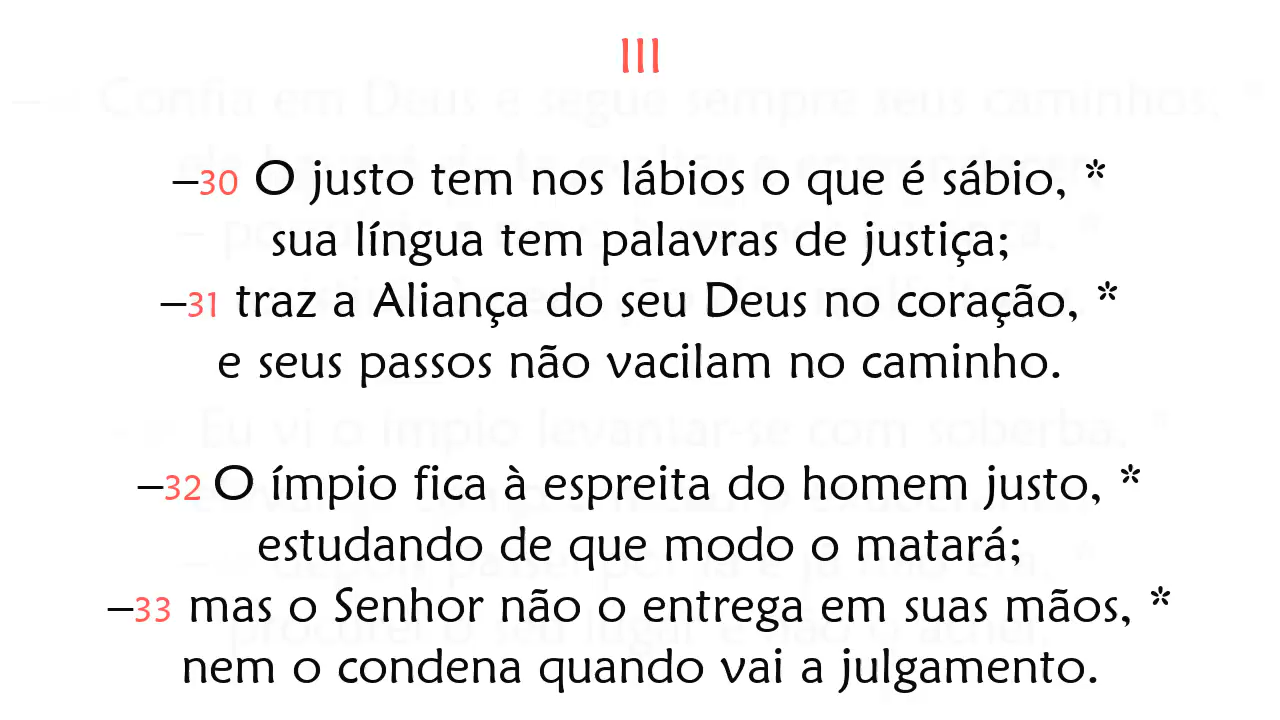 III
–30 O justo tem nos lábios o que é sábio, *
sua língua tem palavras de justiça;
–31 traz a Aliança do seu Deus no coração, *
e seus passos não vacilam no caminho.
–32 O ímpio fica à espreita do homem justo, *
estudando de que modo o matará;
–33 mas o Senhor não o entrega em suas mãos, *
nem o condena quando vai a julgamento.